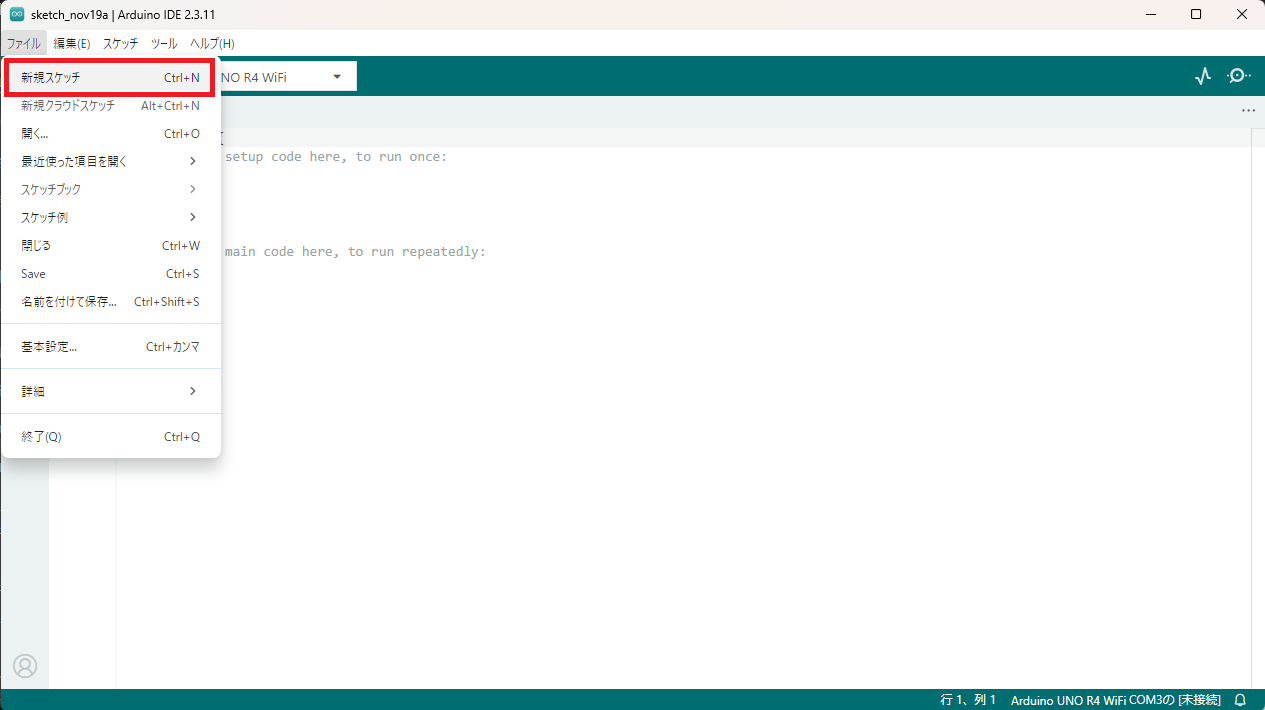 sketch_nov19a | Arduino IDE 2.3.11
ファイル 編集(E) スケッチ ツール ヘルプ(H)
新規スケッチ Ctrl+N
NO R4 WiFi
新規クラウドスケッチ Alt+Ctrl+N
開く... Ctrl+O
{
最近使った項目を開く
setup code here, to run once:
スケッチブック
スケッチ例
閉じる Ctrl+W
main code here, to run repeatedly:
Save Ctrl+S
名前を付けて保存... Ctrl+Shift+S
基本設定... Ctrl+カンマ
詳細
終了(Q) Ctrl+Q
行 1、列 1 Arduino UNO R4 WiFi COM3の [未接続]